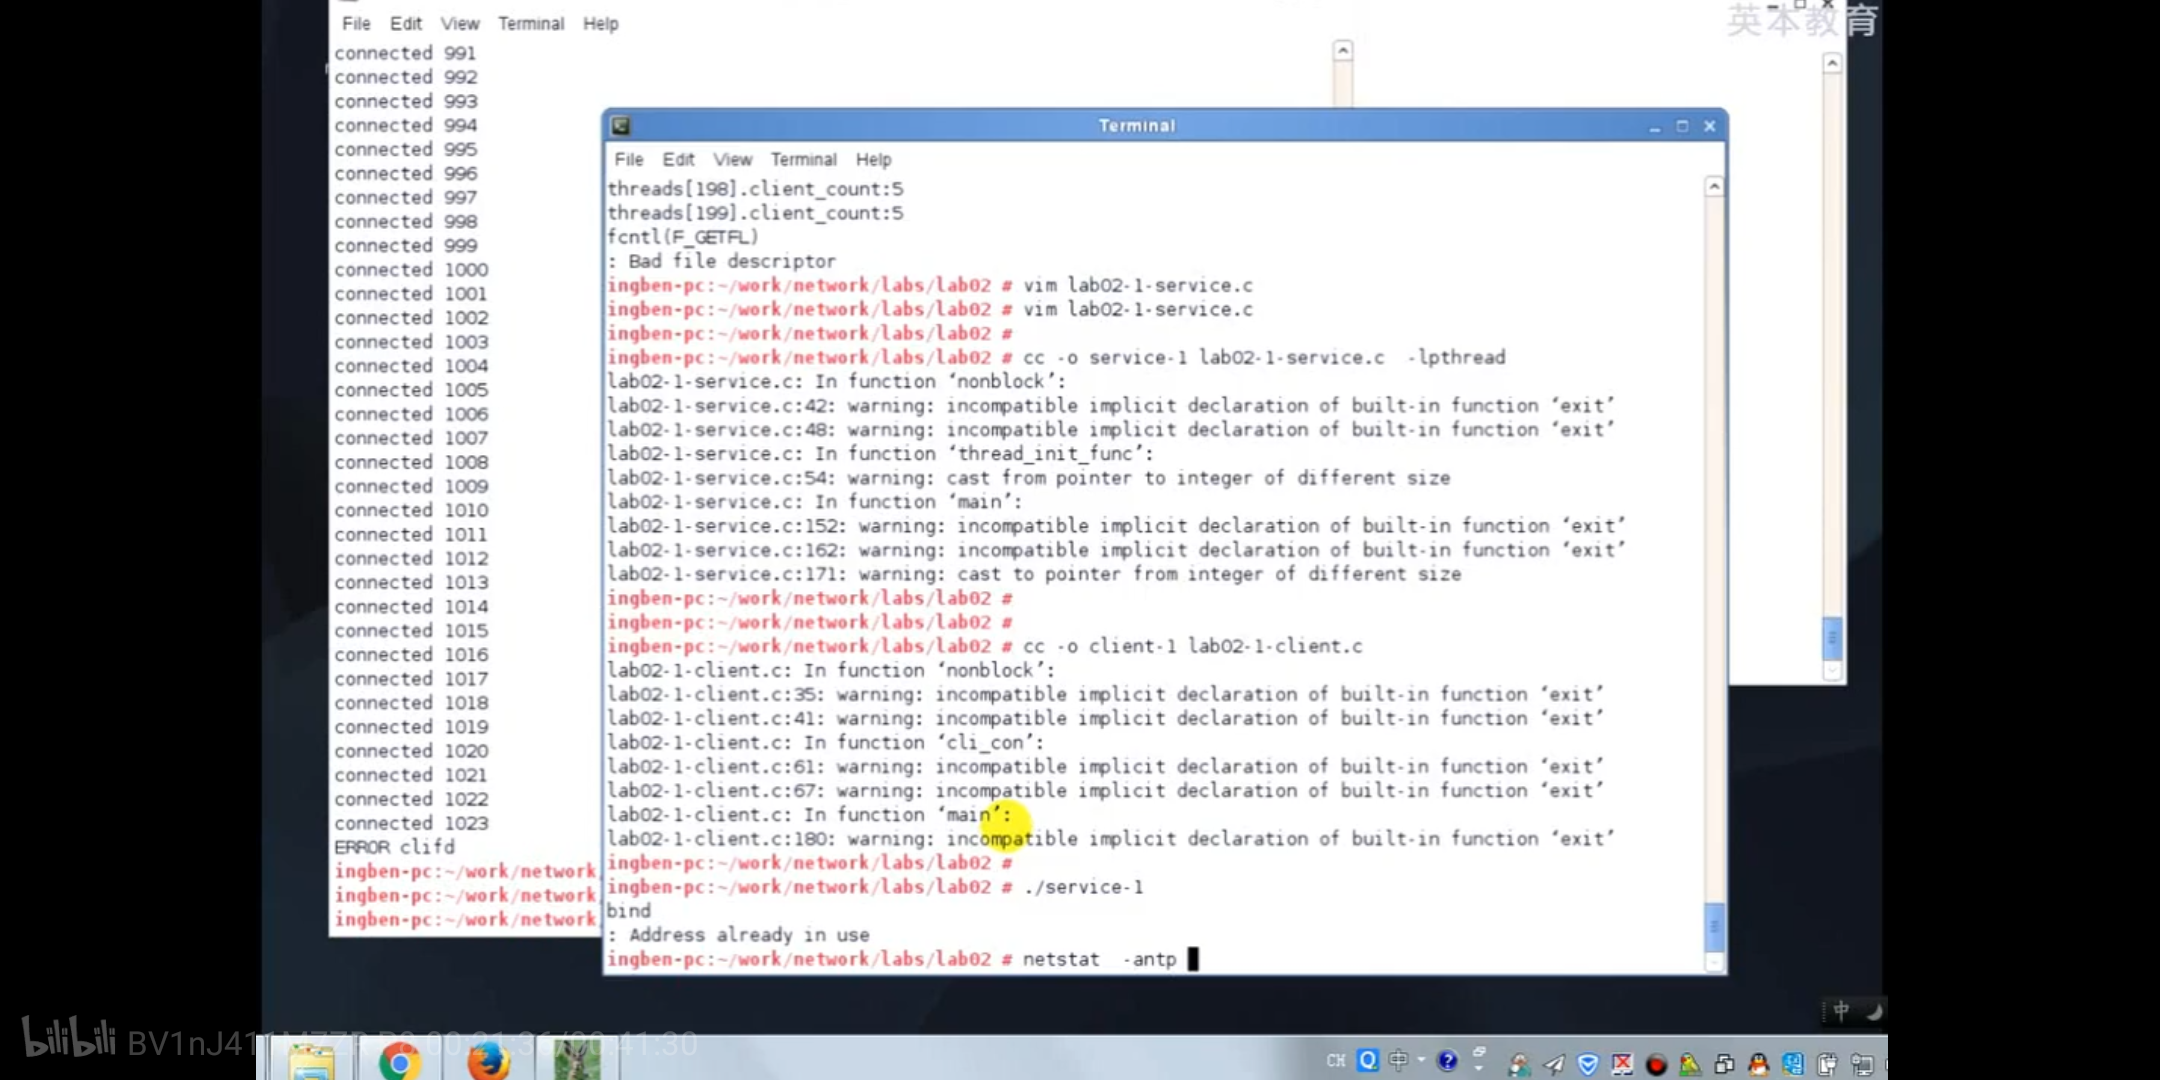 英本教育
File Edit View Terminal Help
connected 991
connected 992
connected 993
connected 994
connected 995
connected 996
connected 997
connected 998
connected 999
connected 1000
connected 1001
connected 1002
connected 1003
connected 1004
connected 1005
connected 1006
connected 1007
connected 1008
connected 1009
connected 1010
connected 1011
connected 1012
connected 1013
connected 1014
connected 1015
connected 1016
connected 1017
connected 1018
connected 1019
connected 1020
connected 1021
connected 1022
connected 1023
ERROR clifd
ingben-pc:~/work/network
ingben-pc:~/work/network
ingben-pc:~/work/network
Terminal
File Edit View Terminal Help
threads[198].client_count:5
threads[199].client_count:5
fcntl(F_GETFL)
: Bad file descriptor
ingben-pc:~/work/network/labs/lab02 # vim lab02-1-service.c
ingben-pc:~/work/network/labs/lab02 # vim lab02-1-service.c
ingben-pc:~/work/network/labs/lab02 #
ingben-pc:~/work/network/labs/lab02 # cc -o service-1 lab02-1-service.c  -lpthread
lab02-1-service.c: In function ‘nonblock’:
lab02-1-service.c:42: warning: incompatible implicit declaration of built-in function ‘exit’
lab02-1-service.c:48: warning: incompatible implicit declaration of built-in function ‘exit’
lab02-1-service.c: In function ‘thread_init_func’:
lab02-1-service.c:54: warning: cast from pointer to integer of different size
lab02-1-service.c: In function ‘main’:
lab02-1-service.c:152: warning: incompatible implicit declaration of built-in function ‘exit’
lab02-1-service.c:162: warning: incompatible implicit declaration of built-in function ‘exit’
lab02-1-service.c:171: warning: cast to pointer from integer of different size
ingben-pc:~/work/network/labs/lab02 #
ingben-pc:~/work/network/labs/lab02 #
ingben-pc:~/work/network/labs/lab02 # cc -o client-1 lab02-1-client.c
lab02-1-client.c: In function ‘nonblock’:
lab02-1-client.c:35: warning: incompatible implicit declaration of built-in function ‘exit’
lab02-1-client.c:41: warning: incompatible implicit declaration of built-in function ‘exit’
lab02-1-client.c: In function ‘cli_con’:
lab02-1-client.c:61: warning: incompatible implicit declaration of built-in function ‘exit’
lab02-1-client.c:67: warning: incompatible implicit declaration of built-in function ‘exit’
lab02-1-client.c: In function ‘main’:
lab02-1-client.c:180: warning: incompatible implicit declaration of built-in function ‘exit’
ingben-pc:~/work/network/labs/lab02 #
ingben-pc:~/work/network/labs/lab02 # ./service-1
bind
: Address already in use
ingben-pc:~/work/network/labs/lab02 # netstat  -antp
中
bilibili
CH 中